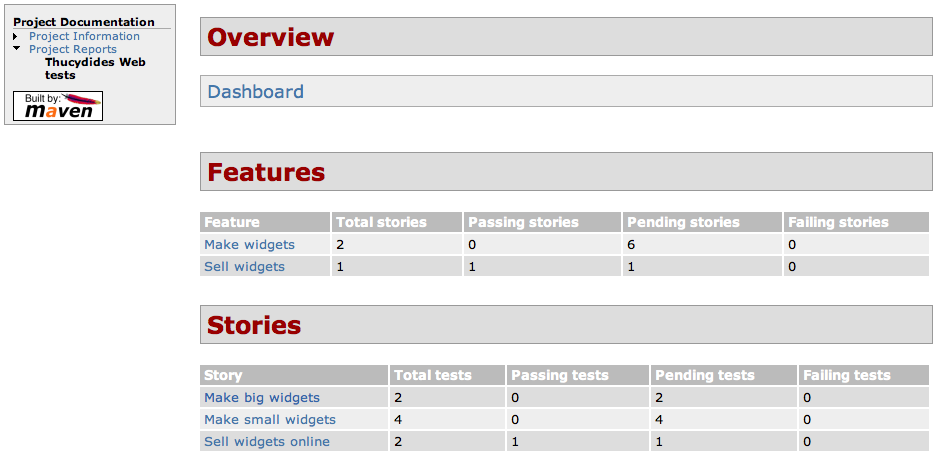 Project Documentation
Project Information
Project Reports
Thucydides Web
tests
Built by:
maven
Overview
Dashboard
Features
Feature Total stories Passing stories Pending stories Failing stories
Make widgets 2 0 6 0
Sell widgets 1 1 1 0
Stories
Story Total tests Passing tests Pending tests Failing tests
Make big widgets 2 0 2 0
Make small widgets 4 0 4 0
Sell widgets online 2 1 1 0